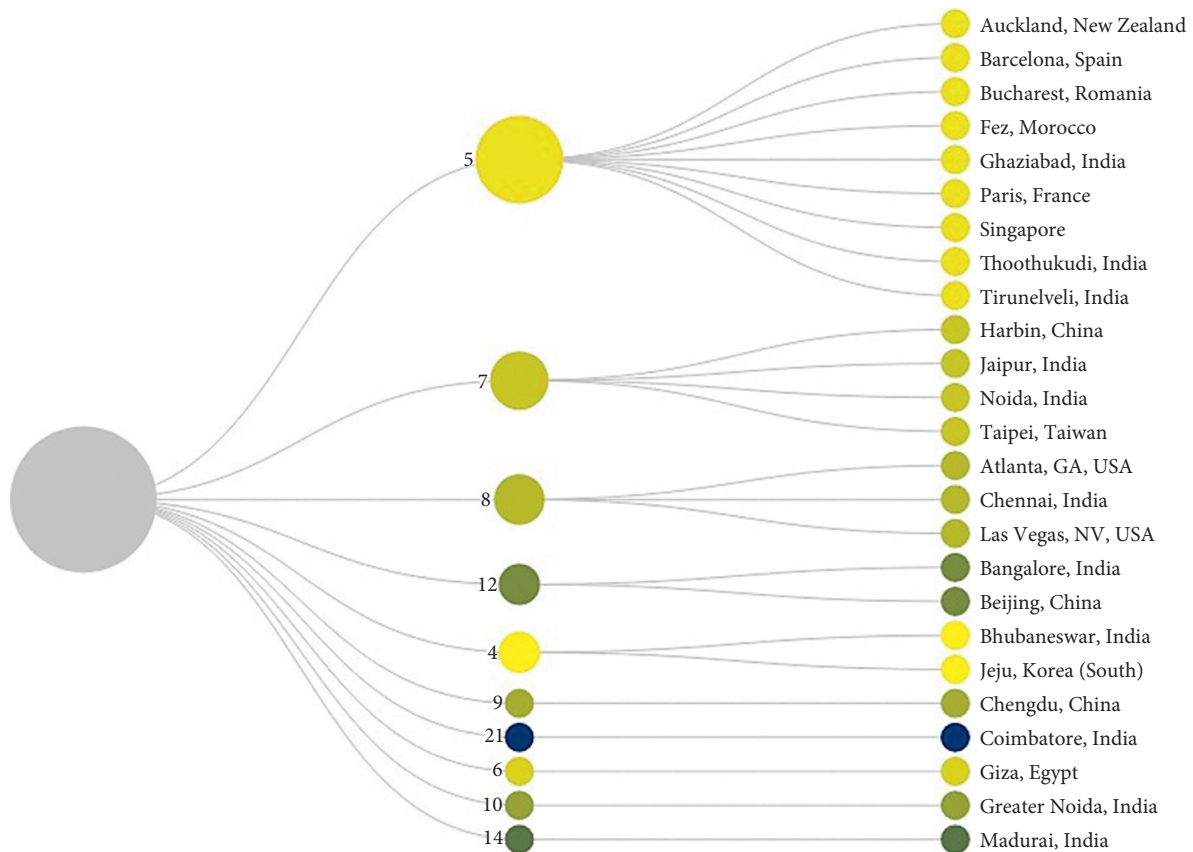 Auckland, New Zealand
Barcelona, Spain
Bucharest, Romania
Fez, Morocco
5
Ghaziabad, India
Paris, France
Singapore
Thoothukudi, India
Tirunelveli, India
Harbin, China
Jaipur, India
7
Noida, India
Taipei, Taiwan
Atlanta, GA, USA
8
Chennai, India
Las Vegas, NV, USA
Bangalore, India
12
Beijing, China
Bhubaneswar, India
4
Jeju, Korea (South)
9
Chengdu, China
21
Coimbatore, India
6
Giza, Egypt
10
Greater Noida, India
14
Madurai, India